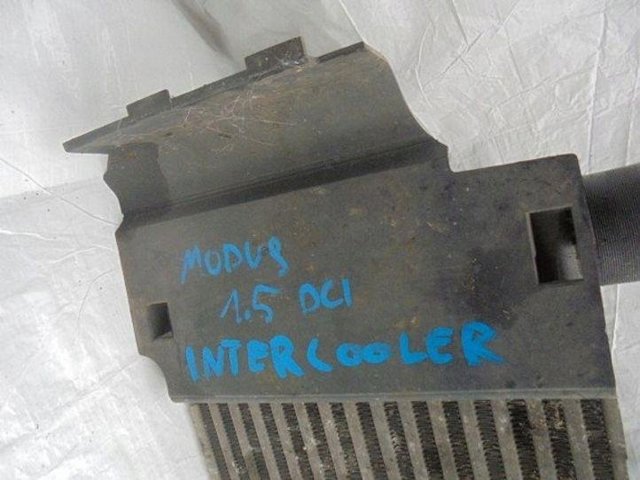 MODUS
1.5 DCI
INTERCOOLER